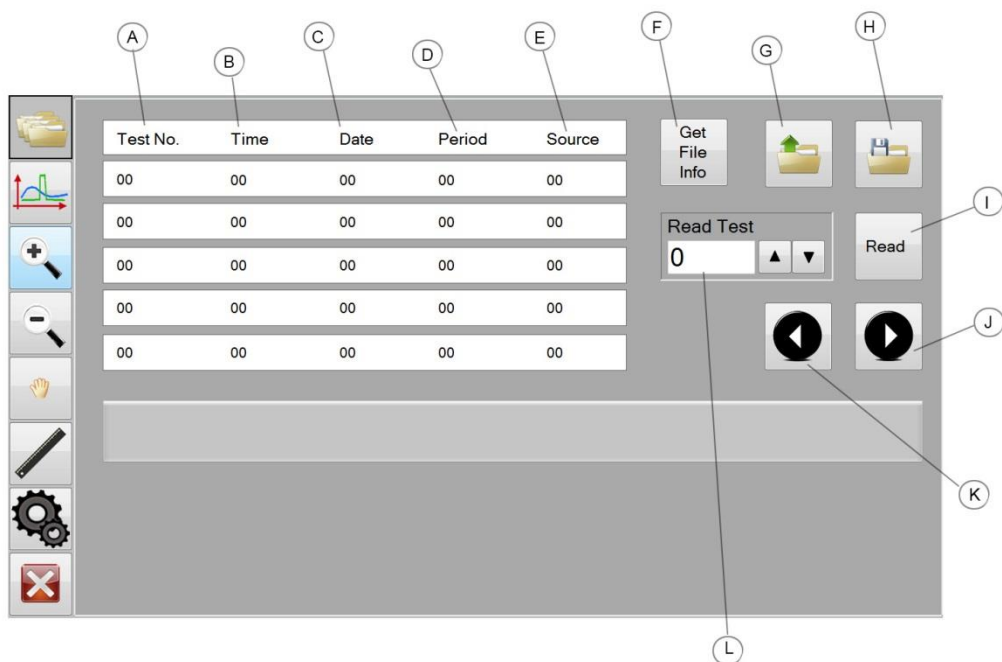 A
B
C
D
E
F
G
H
Test No. Time Date Period Source
Get
File
Info
00 00 00 00 00
00 00 00 00 00
Read Test
0 ▲ ▼
Read
I
00 00 00 00 00
00 00 00 00 00
J
00 00 00 00 00
K
L